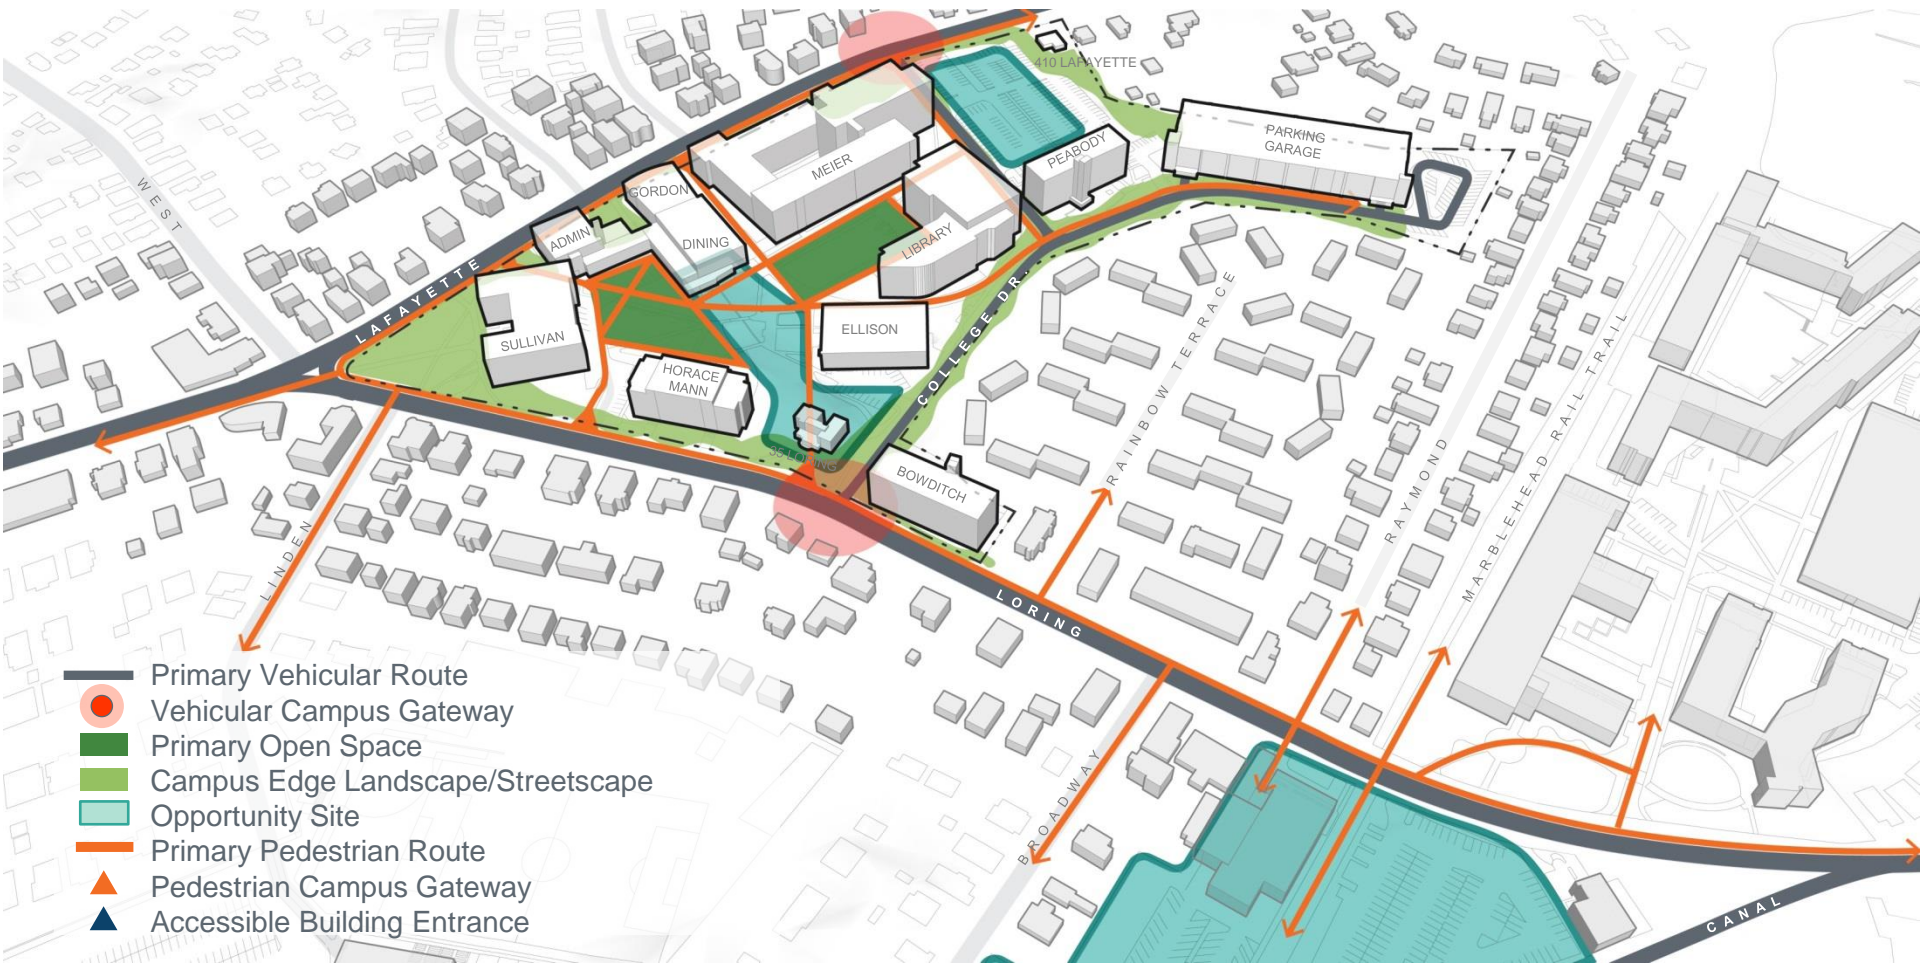 410 LAFAYETTE
PARKING
GARAGE
PEABODY
MEIER
GORDON
WEST
ADMIN
DINING
LIBRARY
LAFAYETTE
COLLEGE DR.
RAINBOW TERRACE
SULLIVAN
ELLISON
HORACE
MANN
MARBLEHEAD RAIL TRAIL
RAYMOND
35 LORING
BOWDITCH
LINDEN
LORING
BROADWAY
CANAL
Primary Vehicular Route
Vehicular Campus Gateway
Primary Open Space
Campus Edge Landscape/Streetscape
Opportunity Site
Primary Pedestrian Route
Pedestrian Campus Gateway
Accessible Building Entrance